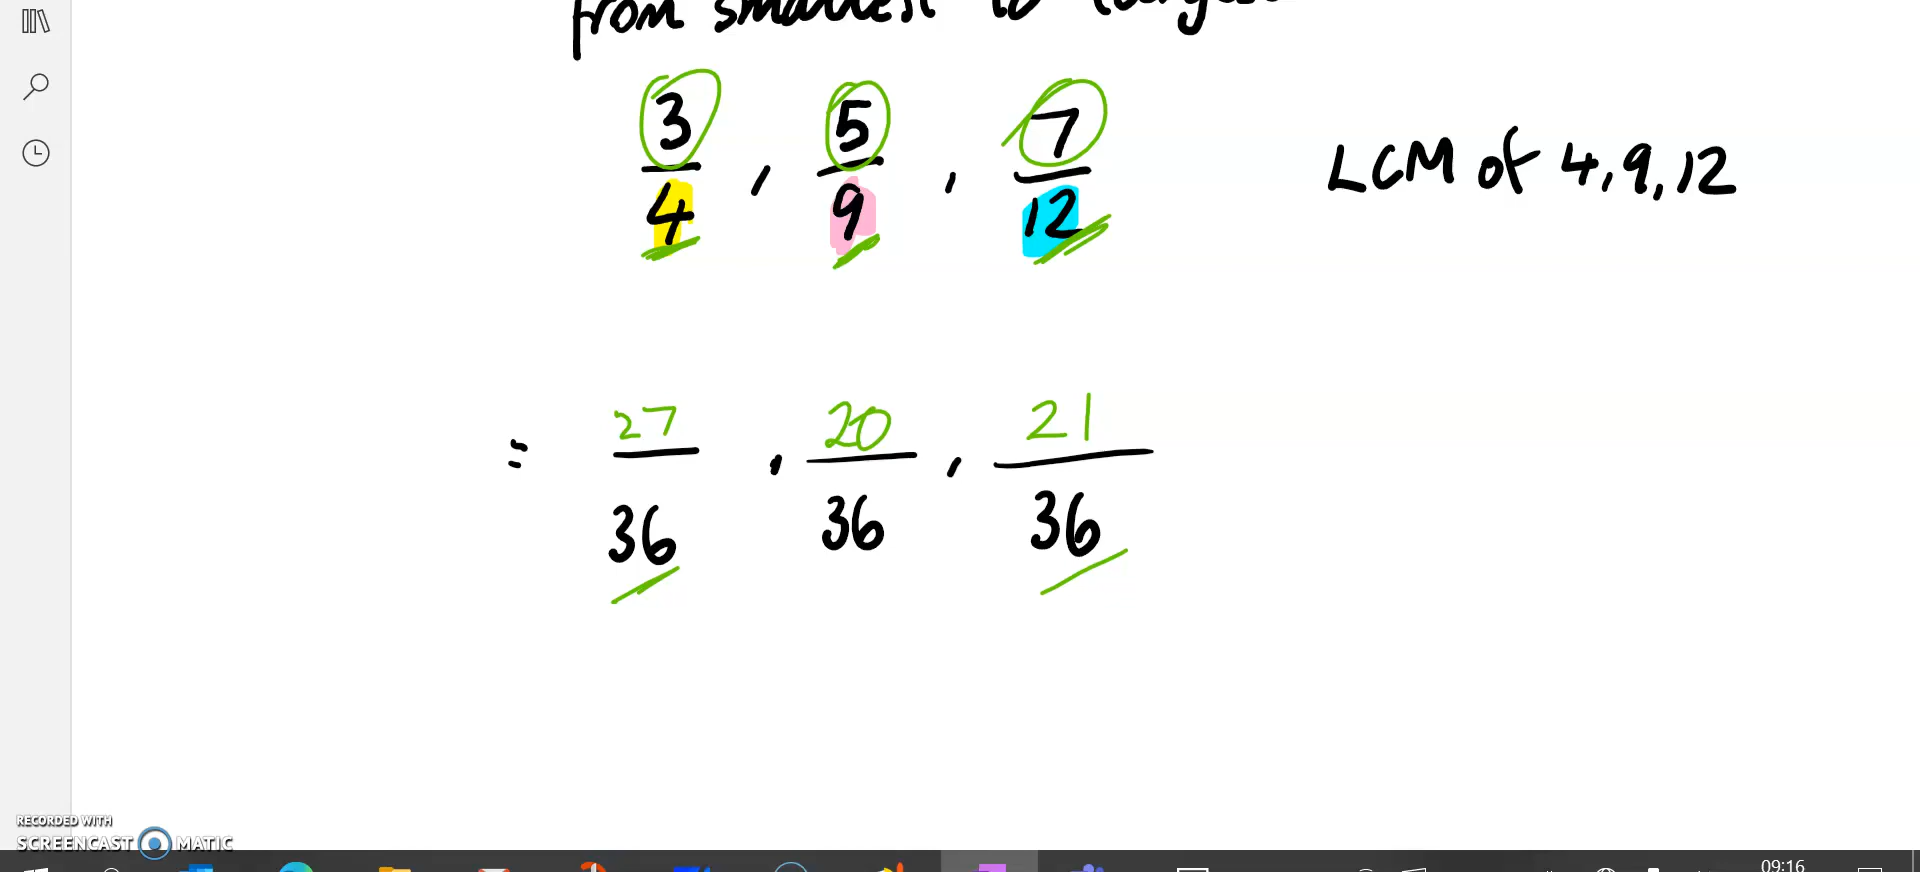 from smallest to largest
3/4 , 5/9 , 7/12
LCM of 4, 9, 12
= 27/36 , 20/36 , 21/36
RECORDED WITH
SCREENCAST MATIC
09:16